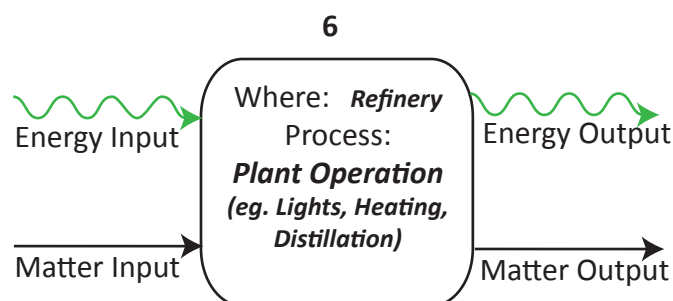 6
Where: Refinery
Energy Input
Process:
Energy Output
Plant Operation
(eg. Lights, Heating,
Distillation)
Matter Input
Matter Output